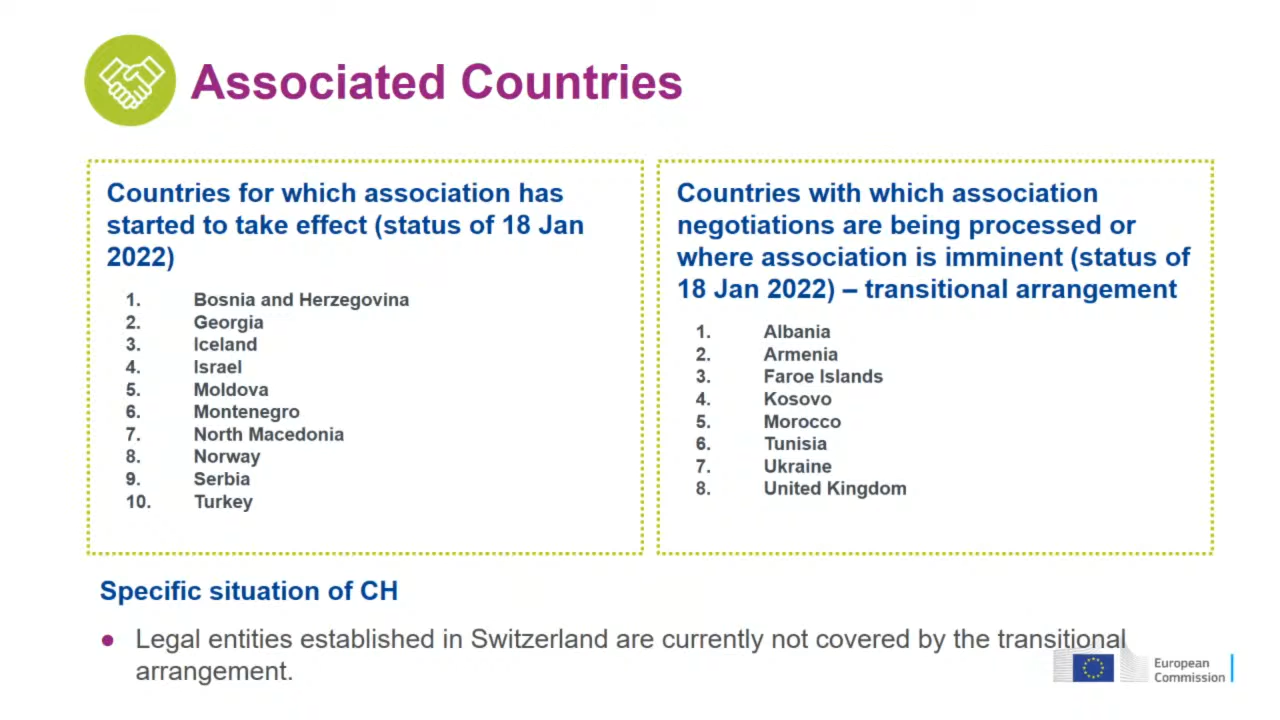 Associated Countries
Countries for which association has
started to take effect (status of 18 Jan
2022)
1. Bosnia and Herzegovina
2. Georgia
3. Iceland
4. Israel
5. Moldova
6. Montenegro
7. North Macedonia
8. Norway
9. Serbia
10. Turkey
Countries with which association
negotiations are being processed or
where association is imminent (status of
18 Jan 2022) – transitional arrangement
1. Albania
2. Armenia
3. Faroe Islands
4. Kosovo
5. Morocco
6. Tunisia
7. Ukraine
8. United Kingdom
Specific situation of CH
● Legal entities established in Switzerland are currently not covered by the transitional
arrangement.
European
Commission